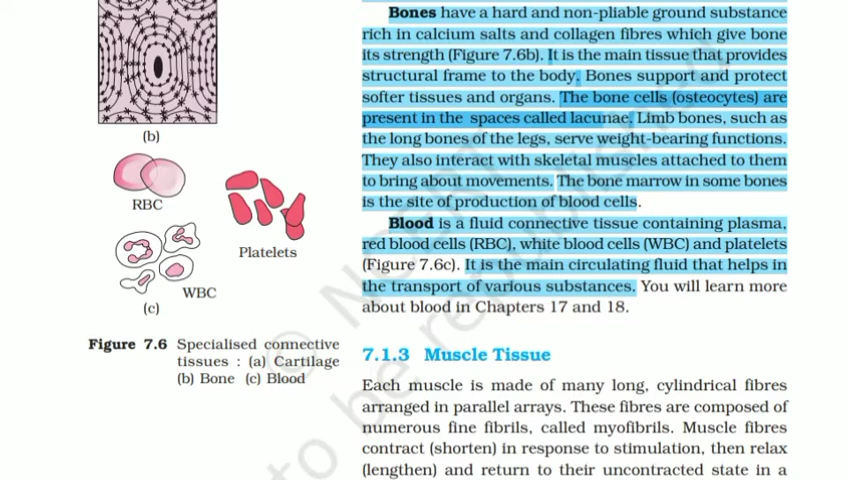 (b)
RBC
Platelets
WBC
(c)
Figure 7.6 Specialised connective
tissues : (a) Cartilage
(b) Bone (c) Blood
Bones have a hard and non-pliable ground substance
rich in calcium salts and collagen fibres which give bone
its strength (Figure 7.6b). It is the main tissue that provides
structural frame to the body. Bones support and protect
softer tissues and organs. The bone cells (osteocytes) are
present in the spaces called lacunae. Limb bones, such as
the long bones of the legs, serve weight-bearing functions.
They also interact with skeletal muscles attached to them
to bring about movements. The bone marrow in some bones
is the site of production of blood cells.
Blood is a fluid connective tissue containing plasma,
red blood cells (RBC), white blood cells (WBC) and platelets
(Figure 7.6c). It is the main circulating fluid that helps in
the transport of various substances. You will learn more
about blood in Chapters 17 and 18.
7.1.3 Muscle Tissue
Each muscle is made of many long, cylindrical fibres
arranged in parallel arrays. These fibres are composed of
numerous fine fibrils, called myofibrils. Muscle fibres
contract (shorten) in response to stimulation, then relax
(lengthen) and return to their uncontracted state in a